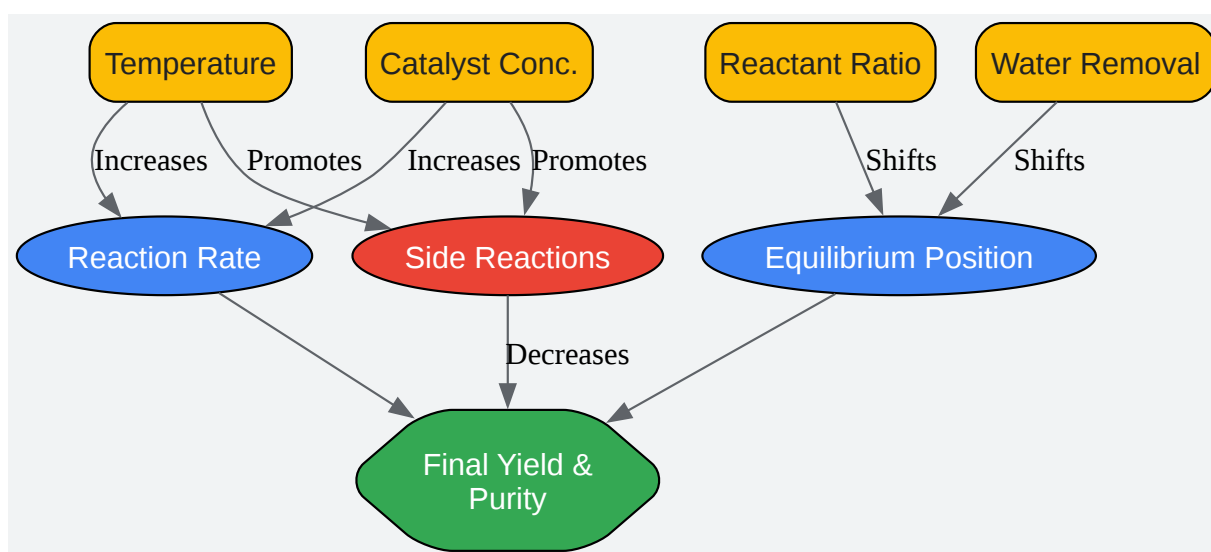 Temperature
Catalyst Conc.
Reactant Ratio
Water Removal
Increases
Promotes
Increases
Promotes
Shifts
Shifts
Reaction Rate
Side Reactions
Equilibrium Position
Decreases
Final Yield &
Purity